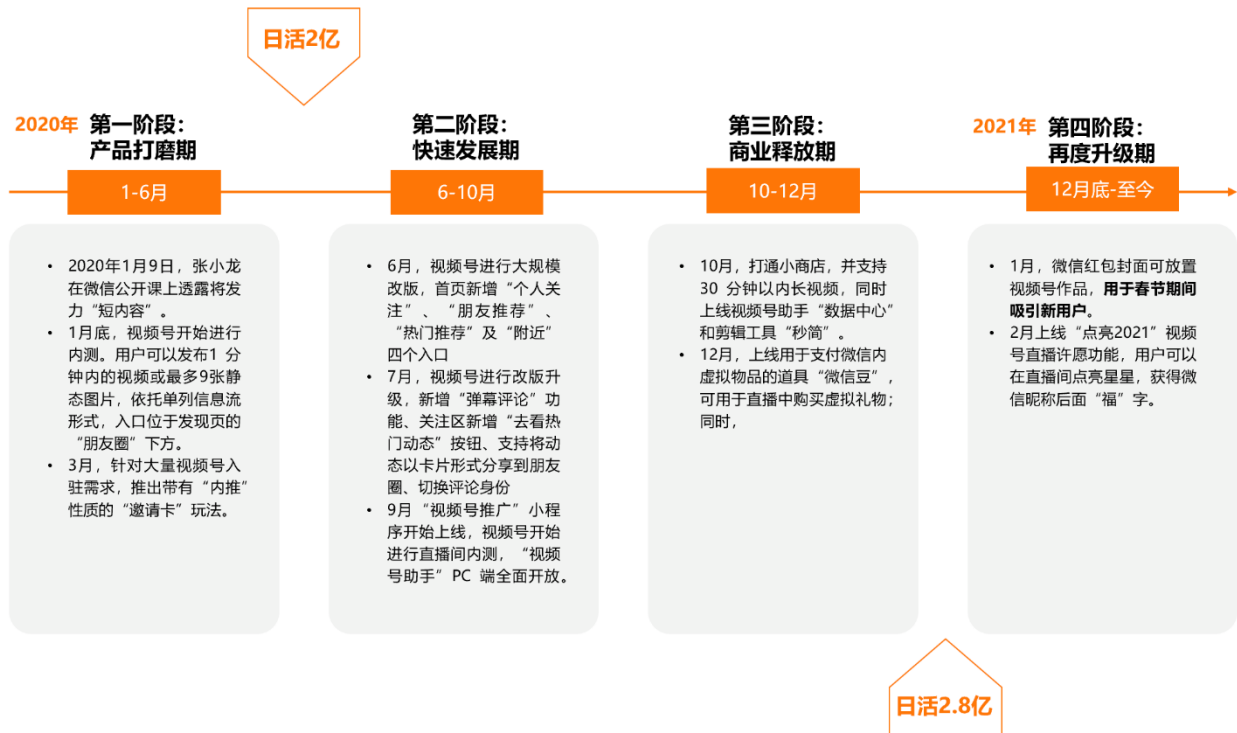 日活2亿
2020年
第一阶段：
产品打磨期
1-6月
• 2020年1月9日，张小龙
在微信公开课上透露将发
力“短内容”。
• 1月底，视频号开始进行
内测。用户可以发布1 分
钟内的视频或最多9张静
态图片，依托单列信息流
形式，入口位于发现页的
“朋友圈”下方。
• 3月，针对大量视频号入
驻需求，推出带有“内推”
性质的“邀请卡”玩法。
第二阶段：
快速发展期
6-10月
• 6月，视频号进行大规模
改版，首页新增“个人关
注”、“朋友推荐”、
“热门推荐”及“附近”
四个入口
• 7月，视频号进行改版升
级，新增“弹幕评论”功
能、关注区新增“去看热
门动态”按钮、支持将动
态以卡片形式分享到朋友
圈、切换评论身份
• 9月“视频号推广”小程
序开始上线，视频号开始
进行直播间内测，“视频
号助手”PC 端全面开放。
第三阶段：
商业释放期
10-12月
• 10月，打通小商店，并支持
30 分钟以内长视频，同时
上线视频号助手“数据中心”
和剪辑工具“秒简”。
• 12月，上线用于支付微信内
虚拟物品的道具“微信豆”，
可用于直播中购买虚拟礼物；
同时，
2021年
第四阶段：
再度升级期
12月底-至今
• 1月，微信红包封面可放置
视频号作品，用于春节期间
吸引新用户。
• 2月上线“点亮2021”视频
号直播许愿功能，用户可以
在直播间点亮星星，获得微
信昵称后面“福”字。
日活2.8亿